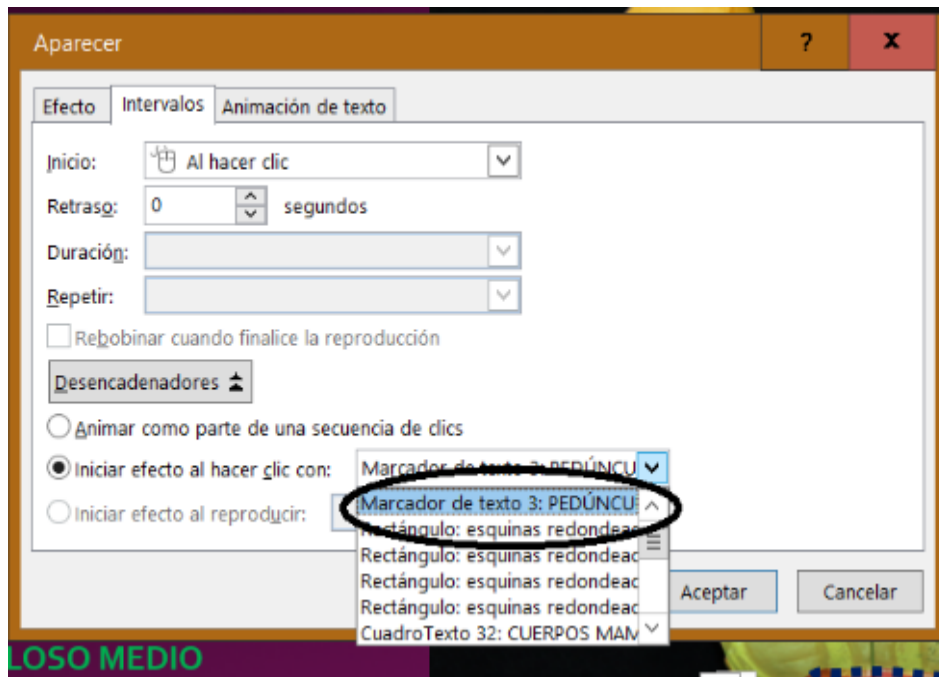 Aparecer ? x
Efecto Intervalos Animación de texto
Inicio: Al hacer clic
Retraso: 0 segundos
Duración:
Repetir:
Rebobinar cuando finalice la reproducción
Desencadenadores
Animar como parte de una secuencia de clics
Iniciar efecto al hacer clic con: Marcador de texto 3: PEDÚNCU
Marcador de texto 3: PEDÚNCU
Iniciar efecto al reproducir:
Rectángulo: esquinas redondeac
Rectángulo: esquinas redondeac
Rectángulo: esquinas redondeac
Rectángulo: esquinas redondeac
CuadroTexto 32: CUERPOS MAM
Aceptar Cancelar
LOSO MEDIO